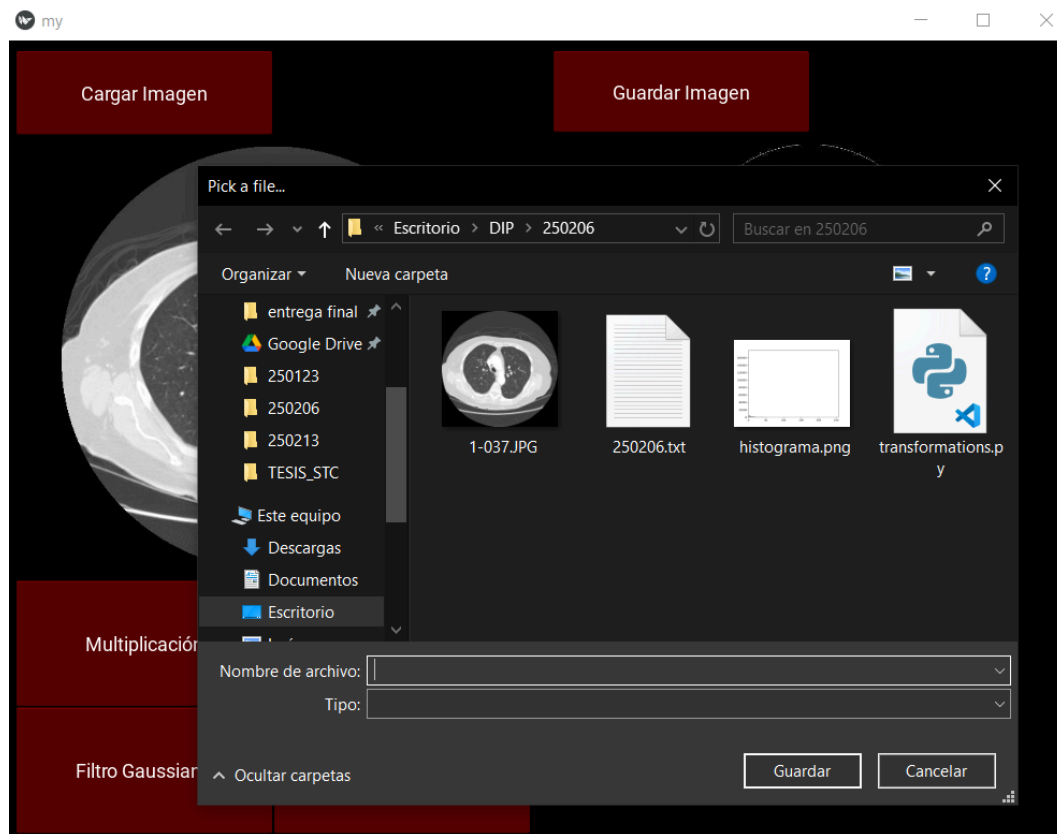 my
Cargar Imagen
Guardar Imagen
Pick a file...
« Escritorio > DIP > 250206
Buscar en 250206
Organizar
Nueva carpeta
entrega final
Google Drive
250123
250206
250213
TESIS_STC
Este equipo
Descargas
Documentos
Escritorio
1-037.JPG
250206.txt
histograma.png
transformations.p
y
Multiplicación
Nombre de archivo:
Tipo:
Filtro Gaussian
Ocultar carpetas
Guardar
Cancelar